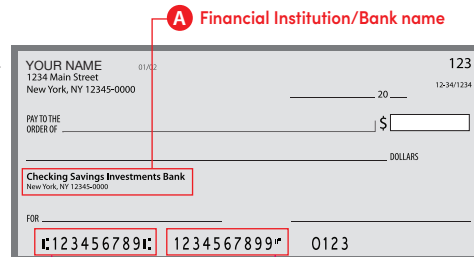 A Financial Institution/Bank name
YOUR NAME 01/02 123
1234 Main Street
New York, NY 12345-0000
20 12-34/1234
PAY TO THE
ORDER OF $
DOLLARS
Checking Savings Investments Bank
New York, NY 12345-0000
FOR
⑆123456789⑆ 1234567899⑈ 0123